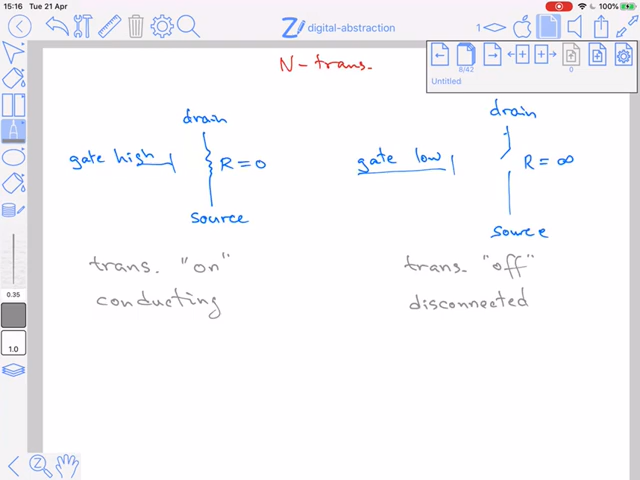 15:16 Tue 21 Apr
100%
digital-abstraction
1
8/42
0
Untitled
N-trans.
drain
gate high
R = 0
source
trans. "on"
conducting
drain
gate low
R = ∞
source
trans. "off"
disconnected
0.35
1.0